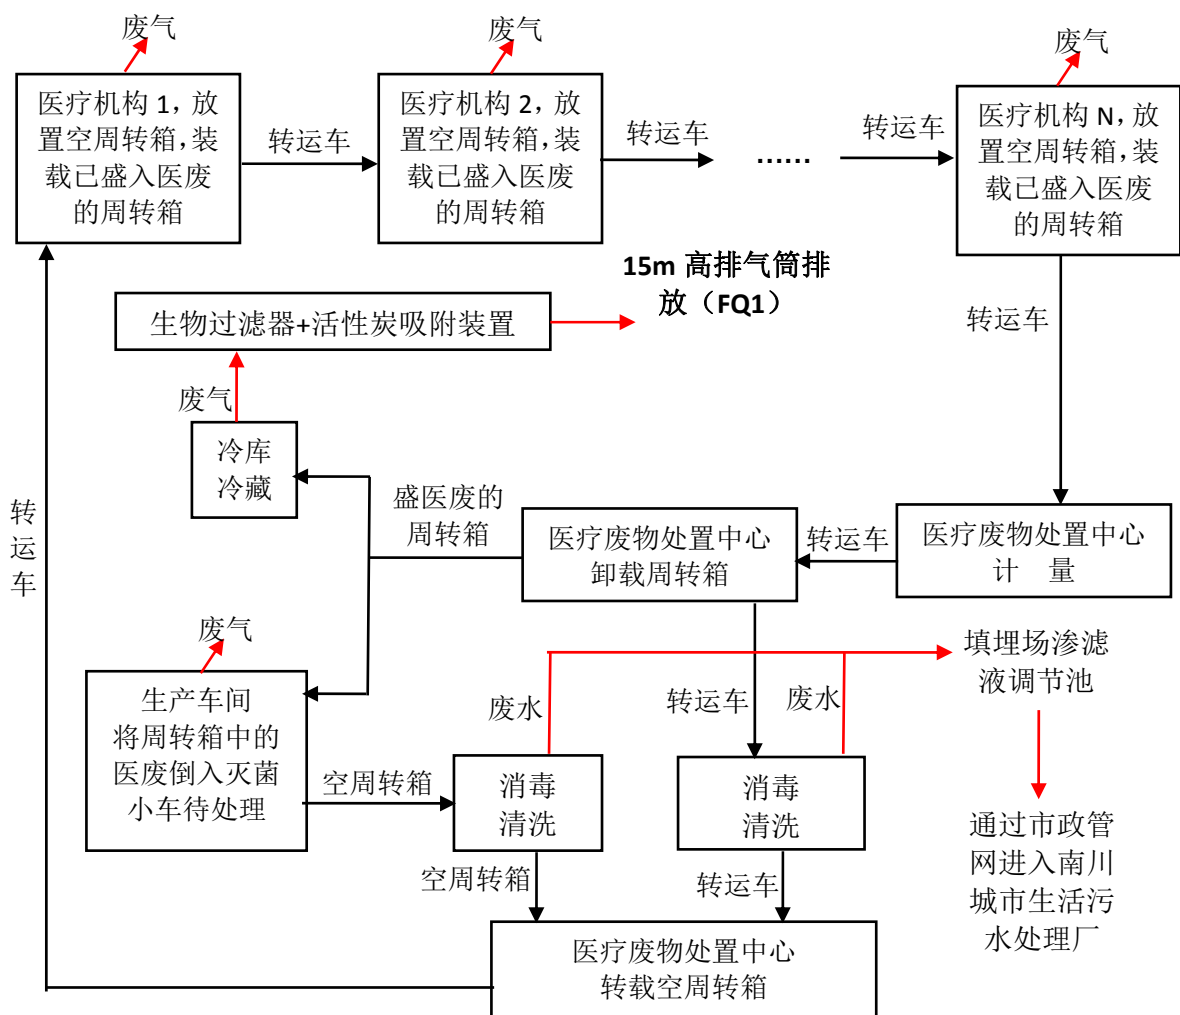 废气
废气
废气
医疗机构 1，放
置空周转箱，装
载已盛入医废
的周转箱
转运车
医疗机构 2，放
置空周转箱，装
载已盛入医废
的周转箱
转运车
……
转运车
医疗机构 N，放
置空周转箱，装
载已盛入医废
的周转箱
15m 高排气筒排
放（FQ1）
生物过滤器+活性炭吸附装置
转运车
废气
冷库
冷藏
盛医废的
周转箱
医疗废物处置中心
卸载周转箱
转运车
医疗废物处置中心
计　量
转
运
车
废气
生产车间
将周转箱中的
医废倒入灭菌
小车待处理
废水
转运车
废水
填埋场渗滤
液调节池
空周转箱
消毒
清洗
消毒
清洗
通过市政管
网进入南川
城市生活污
水处理厂
空周转箱
转运车
医疗废物处置中心
转载空周转箱